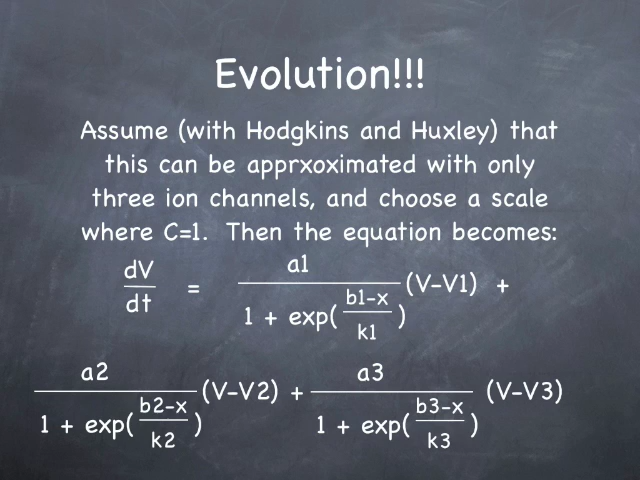 Evolution!!!
Assume (with Hodgkins and Huxley) that
this can be apprxoximated with only
three ion channels, and choose a scale
where C=1. Then the equation becomes:
dV/dt = a1/(1 + exp((b1-x)/k1)) (V-V1) +
a2/(1 + exp((b2-x)/k2)) (V-V2) + a3/(1 + exp((b3-x)/k3)) (V-V3)